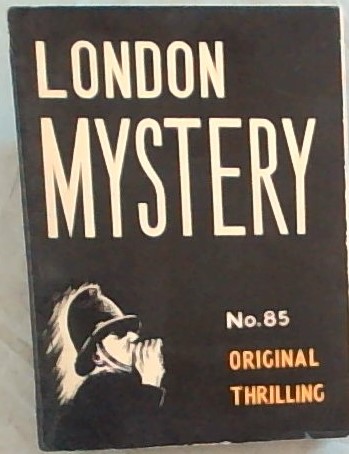 LONDON
MYSTERY
No.85
ORIGINAL
THRILLING